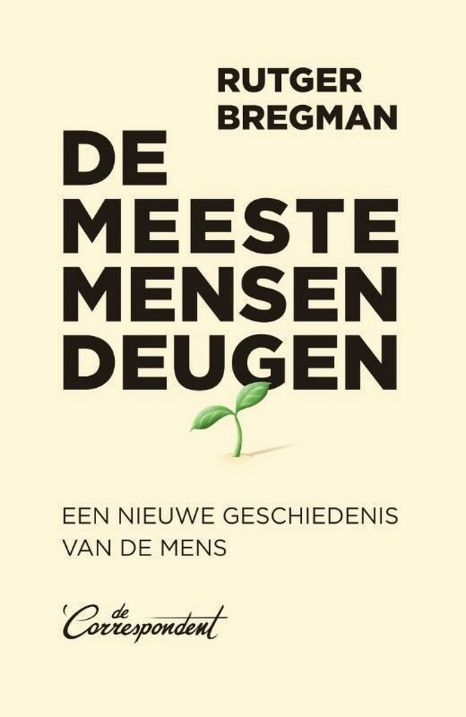 RUTGER
BREGMAN
DE
MEESTE
MENSEN
DEUGEN
EEN NIEUWE GESCHIEDENIS
VAN DE MENS
de
Correspondent